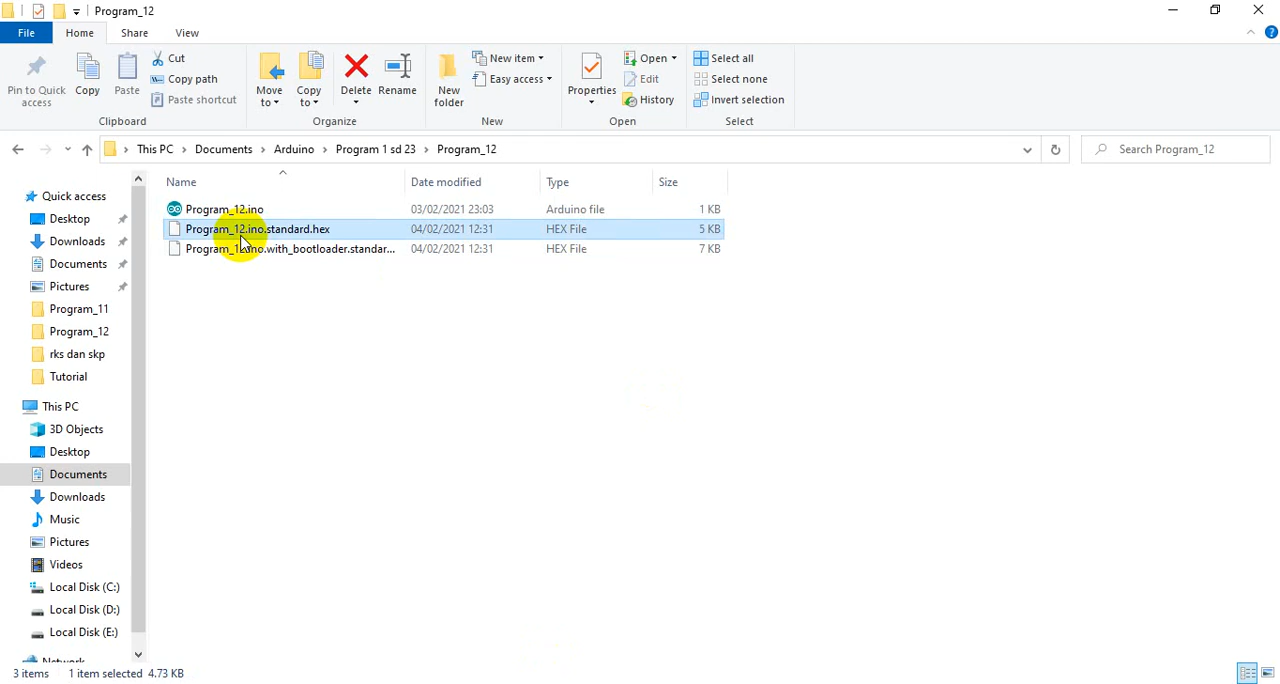 Program_12
File Home Share View
Pin to Quick access
Copy
Paste
Cut
Copy path
Paste shortcut
Clipboard
Move to
Copy to
Delete
Rename
Organize
New folder
New item
Easy access
New
Properties
Open
Edit
History
Open
Select all
Select none
Invert selection
Select
This PC > Documents > Arduino > Program 1 sd 23 > Program_12
Search Program_12
Quick access
Desktop
Downloads
Documents
Pictures
Program_11
Program_12
rks dan skp
Tutorial
This PC
3D Objects
Desktop
Documents
Downloads
Music
Pictures
Videos
Local Disk (C:)
Local Disk (D:)
Local Disk (E:)
Network
Name Date modified Type Size
Program_12.ino 03/02/2021 23:03 Arduino file 1 KB
Program_12.ino.standard.hex 04/02/2021 12:31 HEX File 5 KB
Program_12.ino.with_bootloader.standar... 04/02/2021 12:31 HEX File 7 KB
3 items 1 item selected 4.73 KB